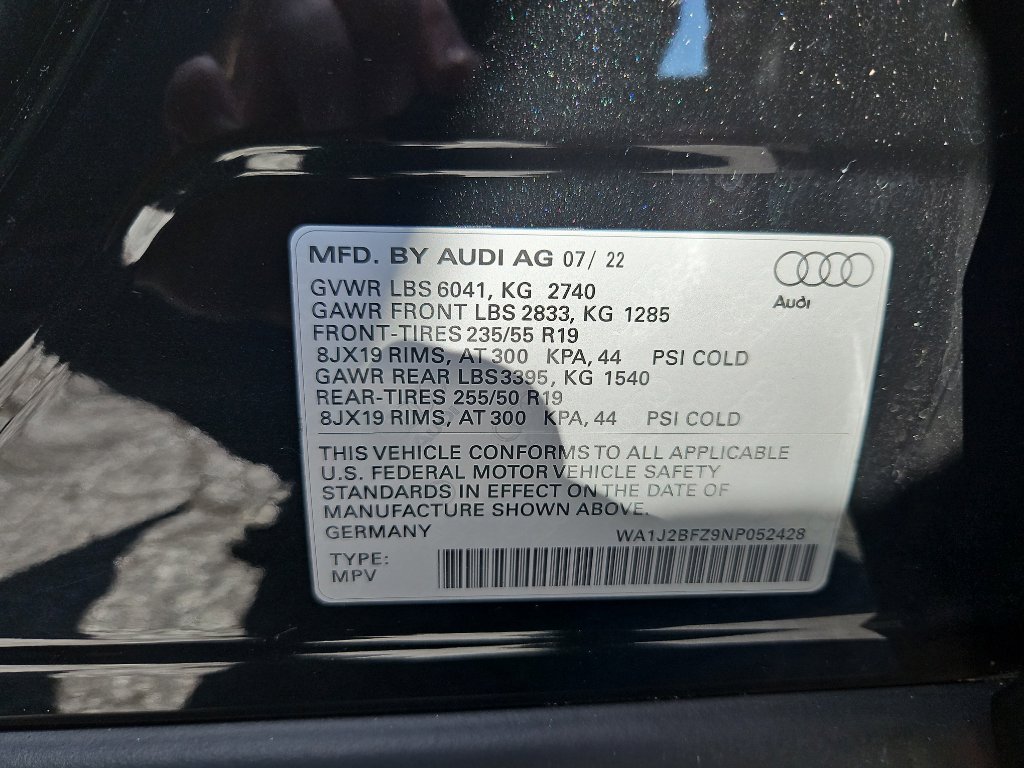 MFD. BY AUDI AG 07/ 22
Audi
GVWR LBS 6041, KG 2740
GAWR FRONT LBS 2833, KG 1285
FRONT-TIRES 235/55 R19
8JX19 RIMS, AT 300 KPA, 44 PSI COLD
GAWR REAR LBS3395, KG 1540
REAR-TIRES 255/50 R19
8JX19 RIMS, AT 300 KPA, 44 PSI COLD
THIS VEHICLE CONFORMS TO ALL APPLICABLE
U.S. FEDERAL MOTOR VEHICLE SAFETY
STANDARDS IN EFFECT ON THE DATE OF
MANUFACTURE SHOWN ABOVE.
GERMANY WA1J2BFZ9NP052428
TYPE:
MPV